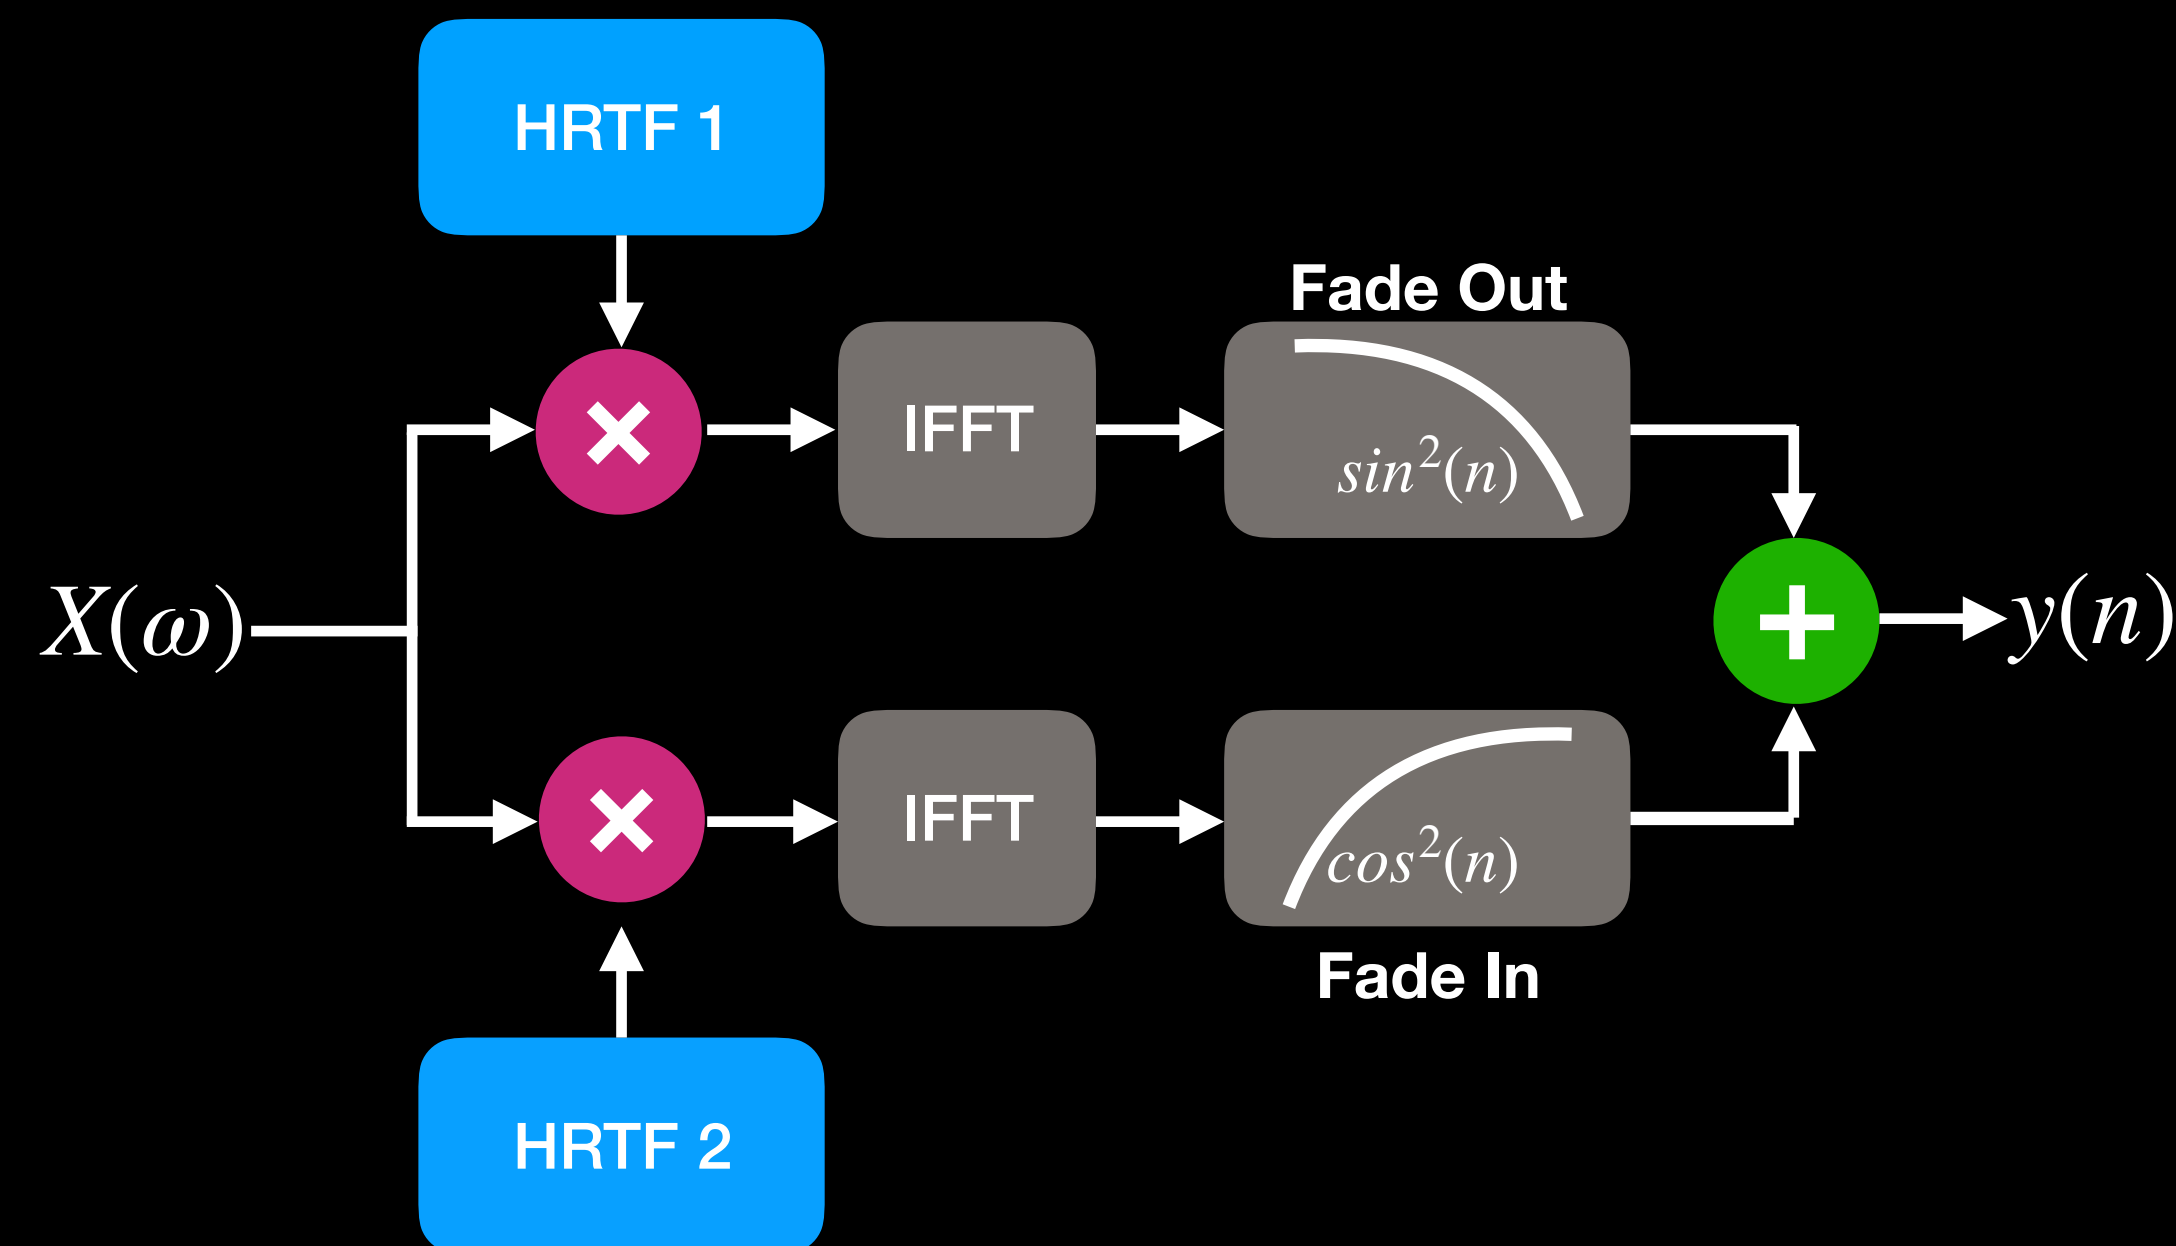 HRTF 1
Fade Out
IFFT
sin²(n)
X(ω)
y(n)
IFFT
cos²(n)
Fade In
HRTF 2